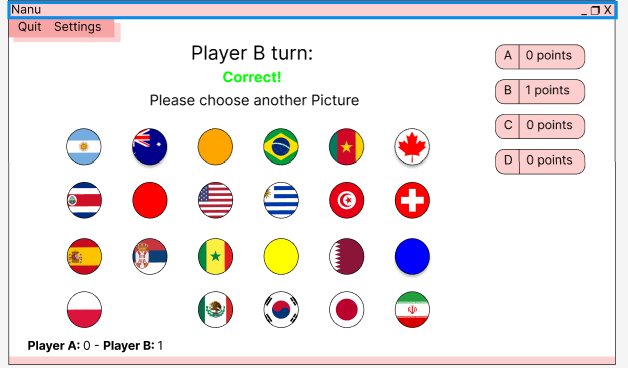 Nanu _ X
Quit Settings
Player B turn:
Correct!
Please choose another Picture
A 0 points
B 1 points
C 0 points
D 0 points
Player A: 0 - Player B: 1